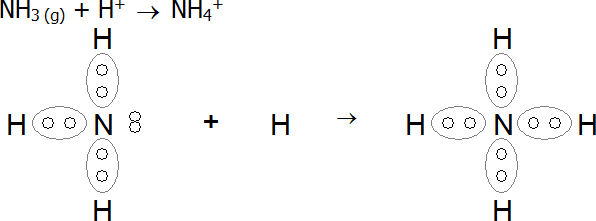 NH₃ (g) + H⁺ → NH₄⁺
H H
H N + H → H N H
H H